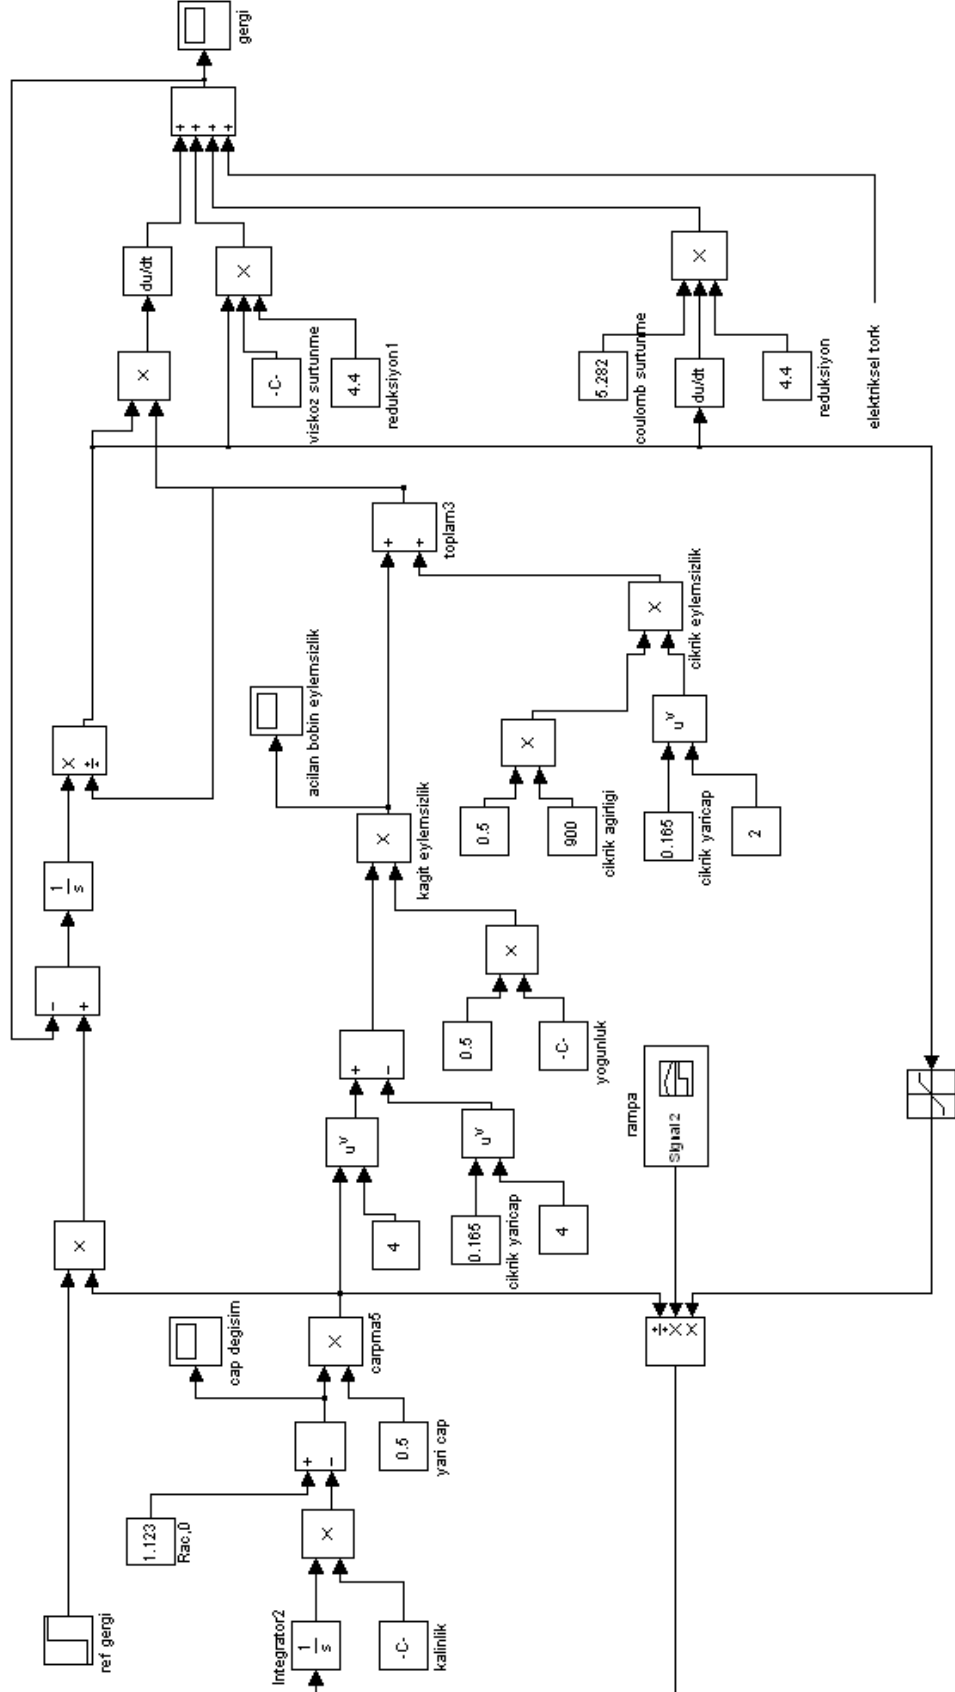 ref gergi
×
Integrator2
1
s
-C-
kalinlik
×
1.123
Rac,0
+
-
cap degisim
0.5
yari cap
×
carpma5
4
u^v
0.165
cikrik yaricap
4
u^v
+
-
0.5
-C-
yogunluk
×
×
kagit eylemsizlik
acilan bobin eylemsizlik
0.5
900
cikrik agirligi
×
0.165
cikrik yaricap
2
u^v
×
cikrik eylemsizlik
+
+
toplam3
-
+
1
s
×
÷
×
du/dt
-C-
viskoz surtunme
4.4
reduksiyon1
×
5.282
coulomb surtunme
du/dt
4.4
reduksiyon
×
elektriksel tork
+
+
+
+
gergi
rampa
Signal 2
÷
×
×